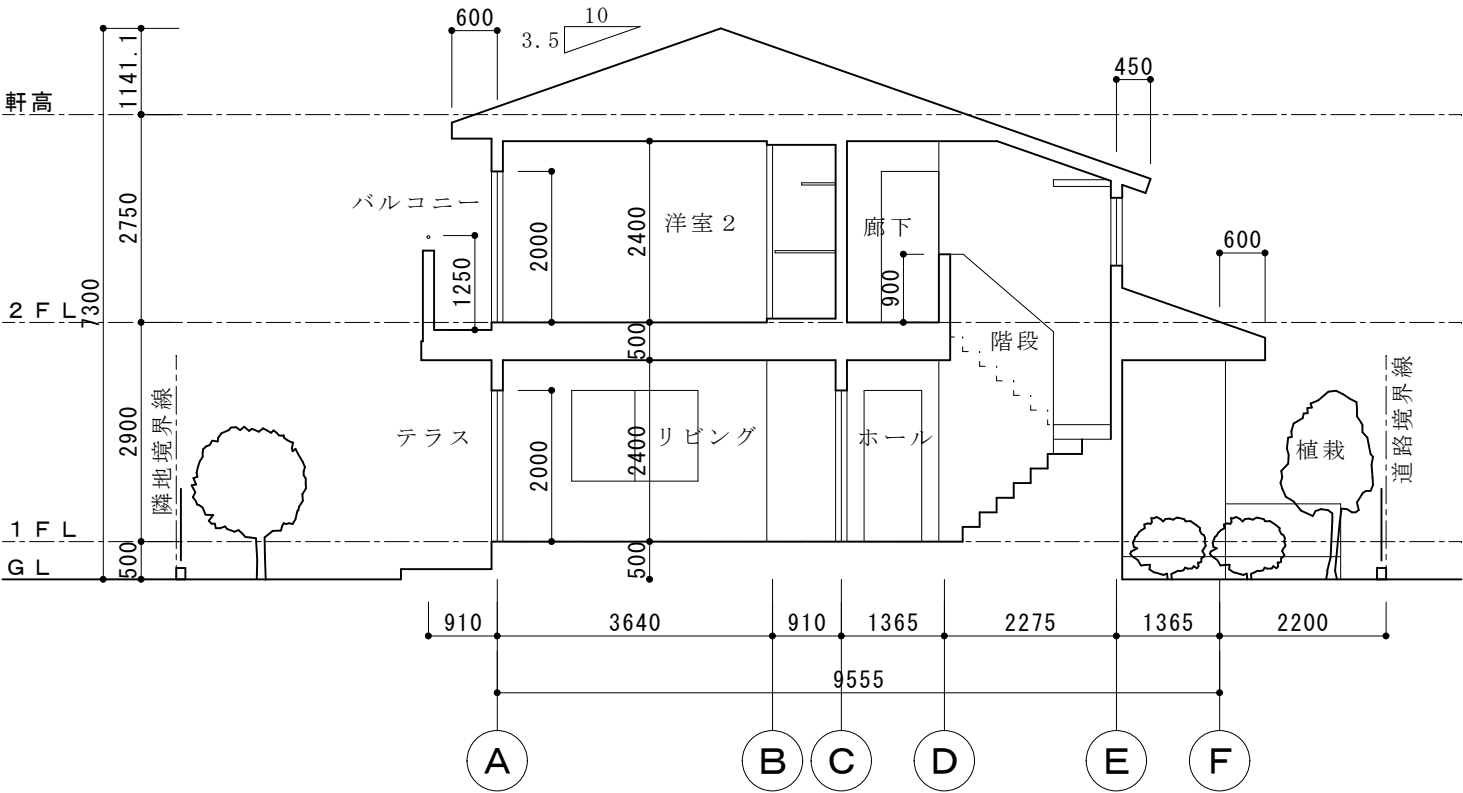 600
10
3.5
450
軒高
1141.1
2750
7300
バルコニー
洋室2
廊下
2000
2400
1250
900
600
2FL
500
階段
隣地境界線
道路境界線
2900
テラス
リビング
ホール
植栽
2000
2400
1FL
500
500
GL
910
3640
910
1365
2275
1365
2200
9555
A
B
C
D
E
F